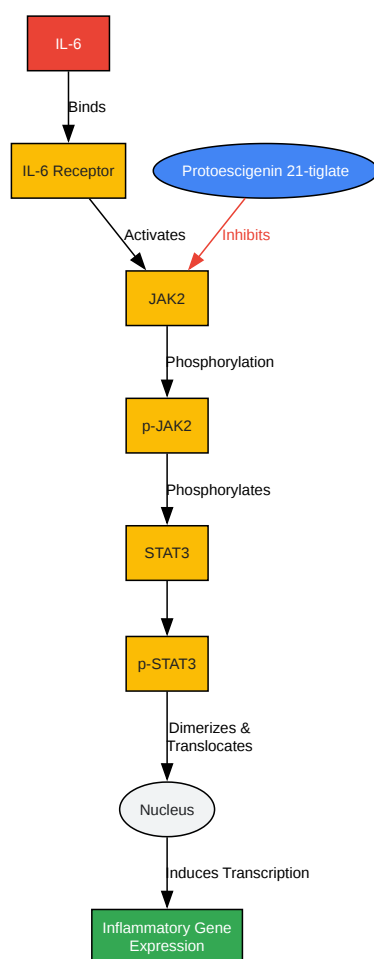 IL-6
Binds
IL-6 Receptor
Protoescigenin 21-tiglate
Activates
Inhibits
JAK2
Phosphorylation
p-JAK2
Phosphorylates
STAT3
p-STAT3
Dimerizes &
Translocates
Nucleus
Induces Transcription
Inflammatory Gene
Expression